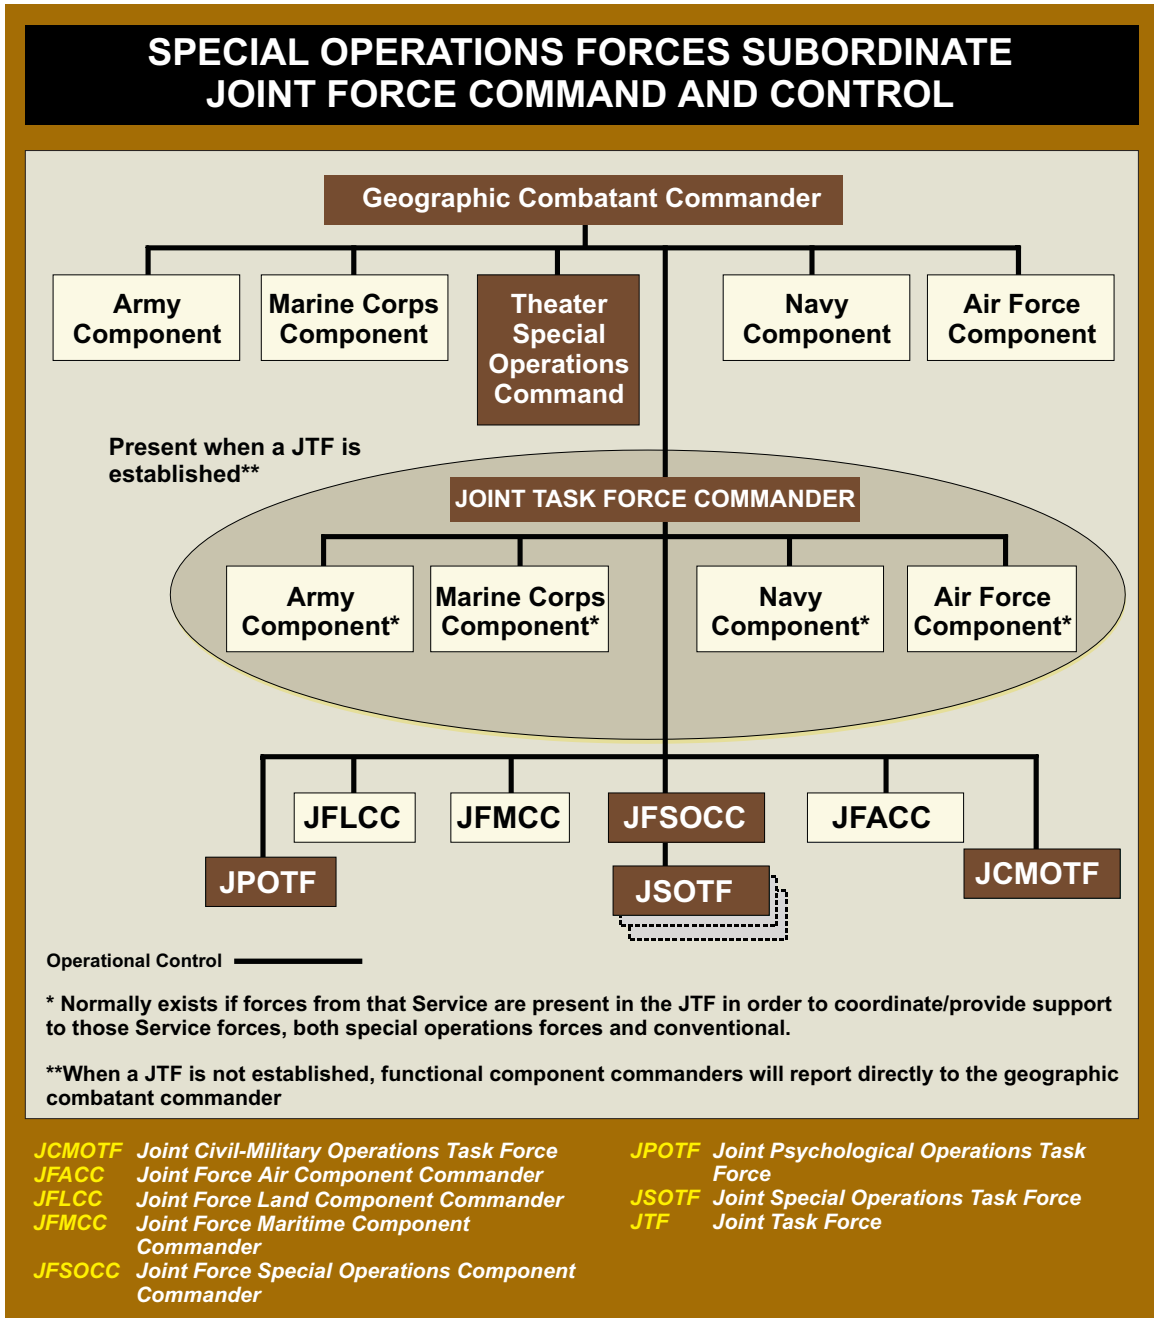 SPECIAL OPERATIONS FORCES SUBORDINATE
JOINT FORCE COMMAND AND CONTROL
Geographic Combatant Commander
Army
Component
Marine Corps
Component
Theater
Special
Operations
Command
Navy
Component
Air Force
Component
Present when a JTF is
established**
JOINT TASK FORCE COMMANDER
Army
Component*
Marine Corps
Component*
Navy
Component*
Air Force
Component*
JFLCC
JFMCC
JFSOCC
JFACC
JPOTF
JSOTF
JCMOTF
Operational Control
* Normally exists if forces from that Service are present in the JTF in order to coordinate/provide support
to those Service forces, both special operations forces and conventional.
**When a JTF is not established, functional component commanders will report directly to the geographic
combatant commander
JCMOTF Joint Civil-Military Operations Task Force
JFACC Joint Force Air Component Commander
JFLCC Joint Force Land Component Commander
JFMCC Joint Force Maritime Component
Commander
JFSOCC Joint Force Special Operations Component
Commander
JPOTF Joint Psychological Operations Task
Force
JSOTF Joint Special Operations Task Force
JTF Joint Task Force